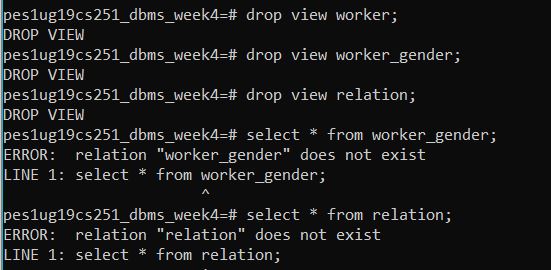 pes1ug19cs251_dbms_week4=# drop view worker;
DROP VIEW
pes1ug19cs251_dbms_week4=# drop view worker_gender;
DROP VIEW
pes1ug19cs251_dbms_week4=# drop view relation;
DROP VIEW
pes1ug19cs251_dbms_week4=# select * from worker_gender;
ERROR:  relation "worker_gender" does not exist
LINE 1: select * from worker_gender;
                      ^
pes1ug19cs251_dbms_week4=# select * from relation;
ERROR:  relation "relation" does not exist
LINE 1: select * from relation;